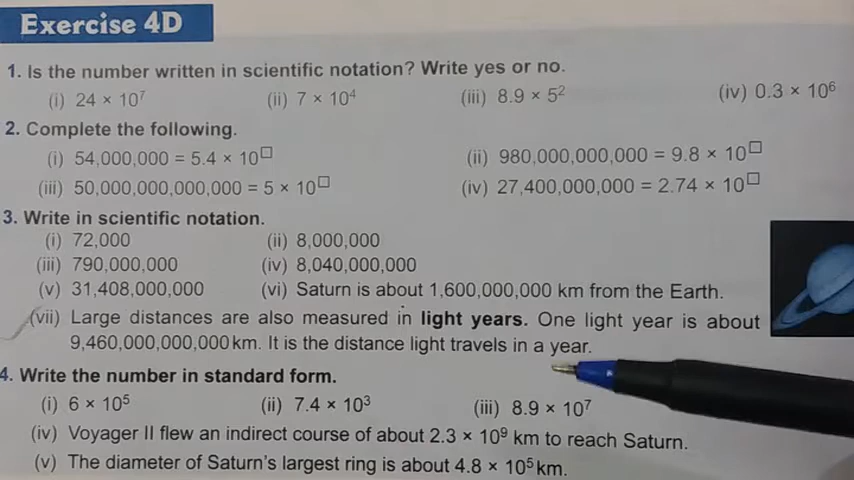 Exercise 4D
1. Is the number written in scientific notation? Write yes or no.
(i) 24 × 10⁷ (ii) 7 × 10⁴ (iii) 8.9 × 5² (iv) 0.3 × 10⁶
2. Complete the following.
(i) 54,000,000 = 5.4 × 10□ (ii) 980,000,000,000 = 9.8 × 10□
(iii) 50,000,000,000,000 = 5 × 10□ (iv) 27,400,000,000 = 2.74 × 10□
3. Write in scientific notation.
(i) 72,000 (ii) 8,000,000
(iii) 790,000,000 (iv) 8,040,000,000
(v) 31,408,000,000 (vi) Saturn is about 1,600,000,000 km from the Earth.
(vii) Large distances are also measured in light years. One light year is about
9,460,000,000,000 km. It is the distance light travels in a year.
4. Write the number in standard form.
(i) 6 × 10⁵ (ii) 7.4 × 10³ (iii) 8.9 × 10⁷
(iv) Voyager II flew an indirect course of about 2.3 × 10⁹ km to reach Saturn.
(v) The diameter of Saturn's largest ring is about 4.8 × 10⁵ km.